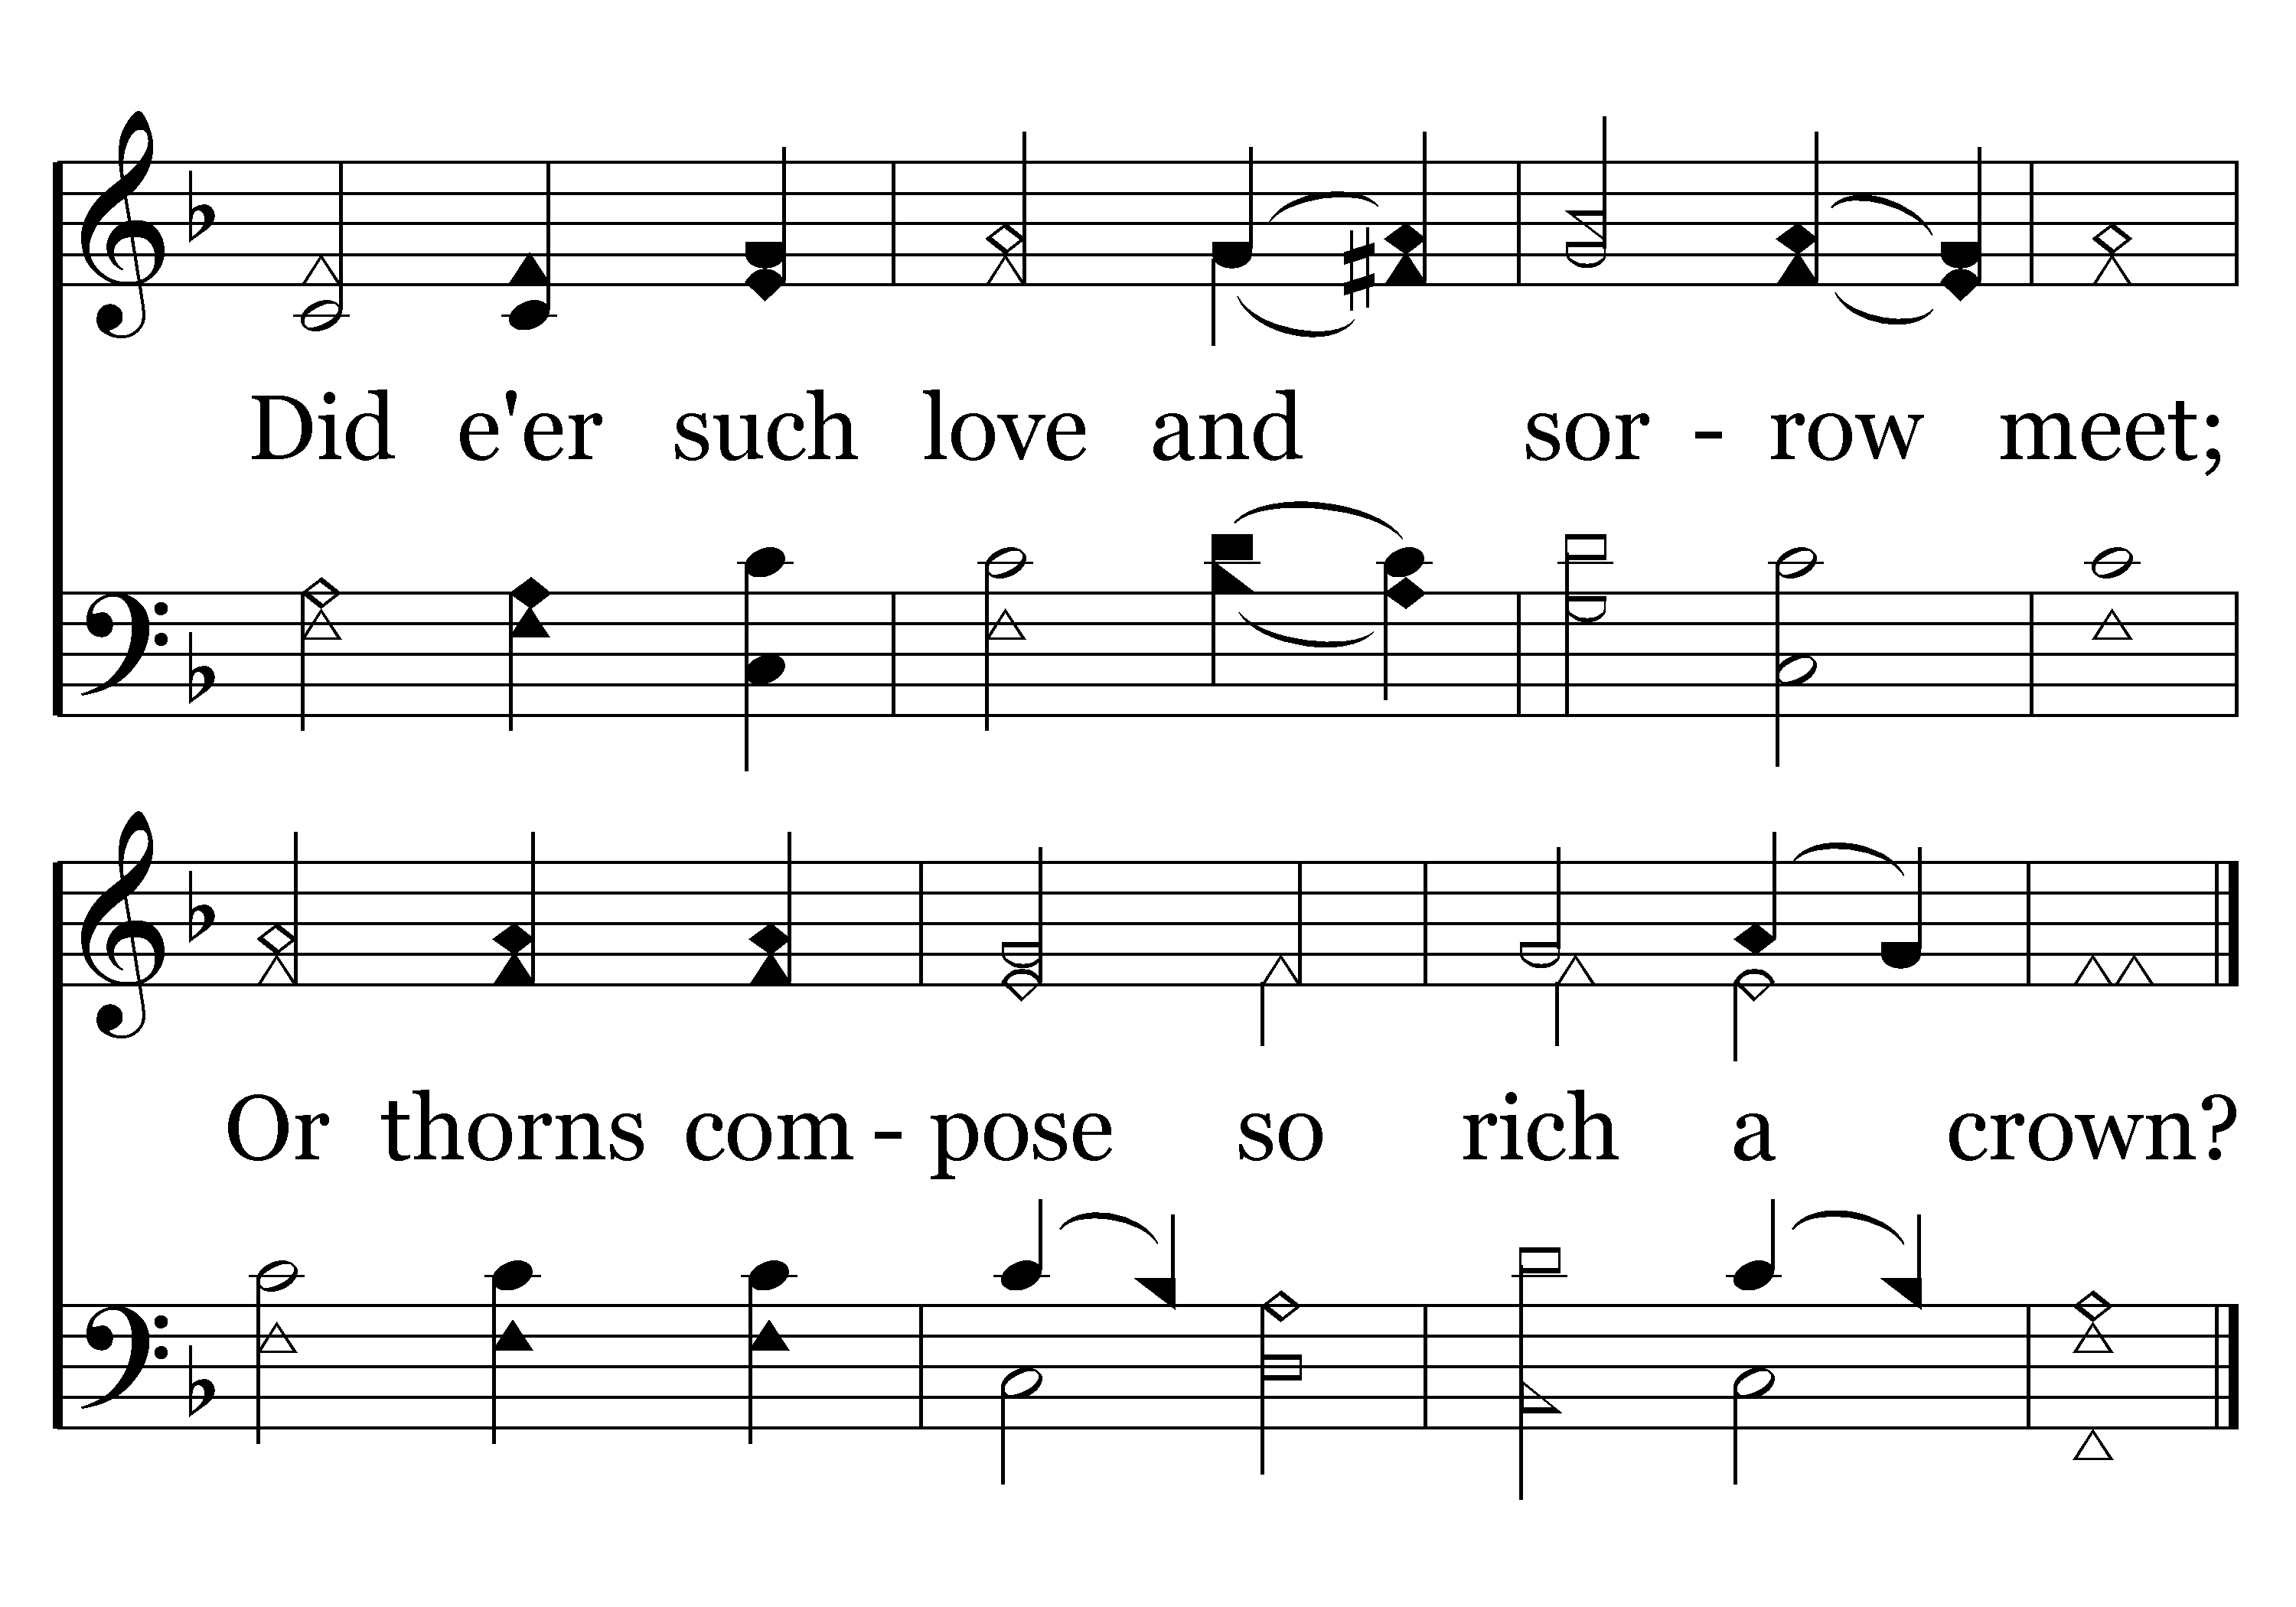 Did e'er such love and sor - row meet;
Or thorns com - pose so rich a crown?